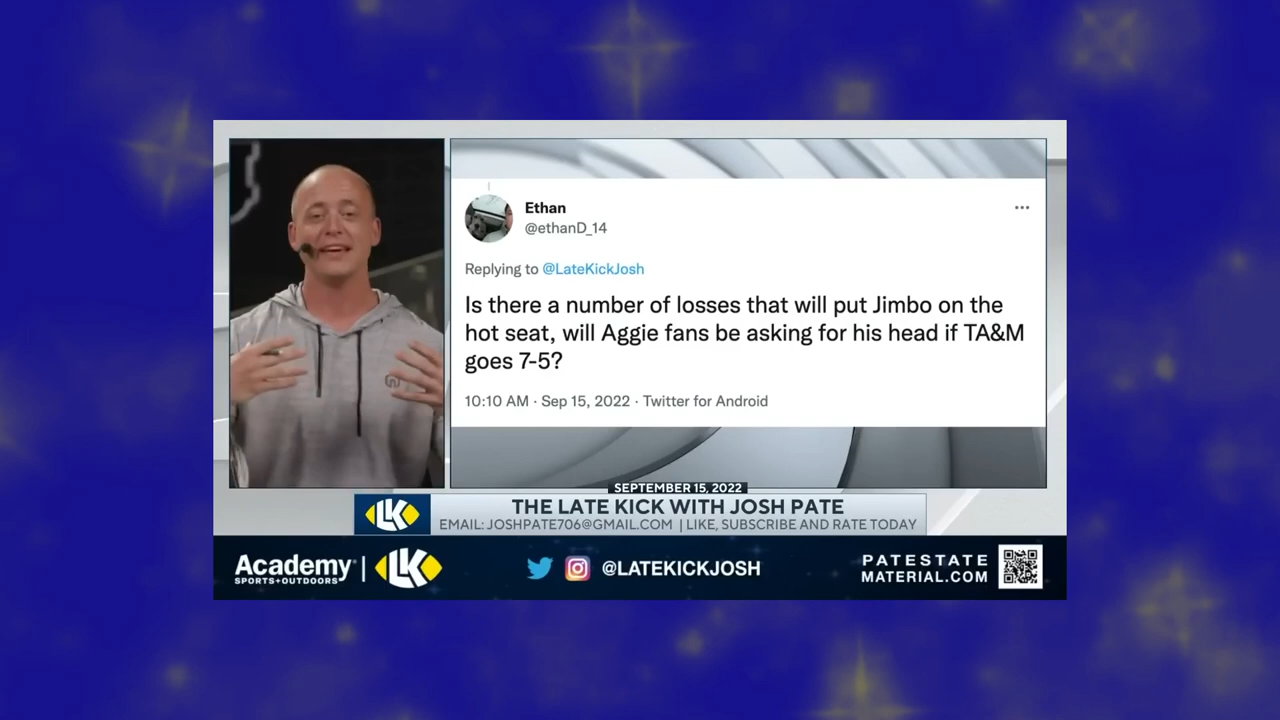 Ethan
@ethanD_14
Replying to @LateKickJosh
Is there a number of losses that will put Jimbo on the
hot seat, will Aggie fans be asking for his head if TA&M
goes 7-5?
10:10 AM · Sep 15, 2022 · Twitter for Android
SEPTEMBER 15, 2022
LK
THE LATE KICK WITH JOSH PATE
EMAIL: JOSHPATE706@GMAIL.COM | LIKE, SUBSCRIBE AND RATE TODAY
Academy
SPORTS+OUTDOORS
LK
@LATEKICKJOSH
PATESTATE
MATERIAL.COM